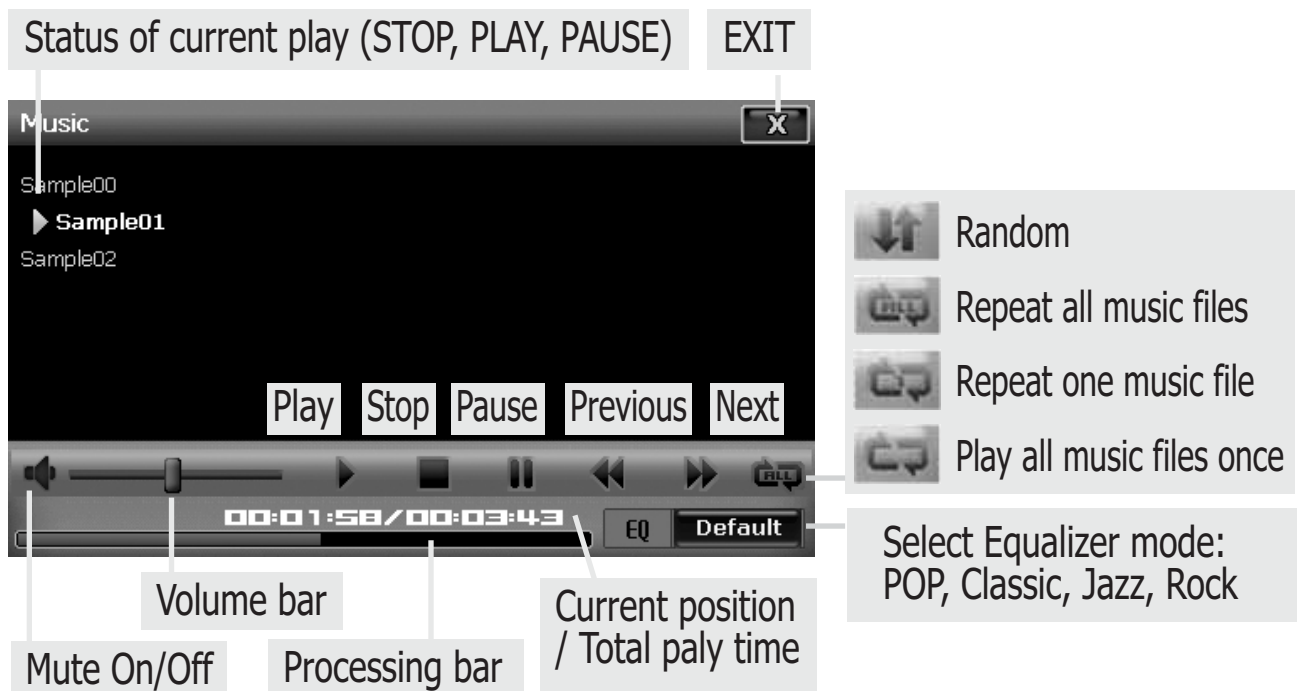 Status of current play (STOP, PLAY, PAUSE)
EXIT
Music
X
Sample00
Sample01
Sample02
Random
Repeat all music files
Repeat one music file
Play all music files once
Play
Stop
Pause
Previous
Next
ALL
ALL
00:01:58/00:03:43
EQ
Default
Select Equalizer mode:
POP, Classic, Jazz, Rock
Volume bar
Current position
/ Total paly time
Mute On/Off
Processing bar